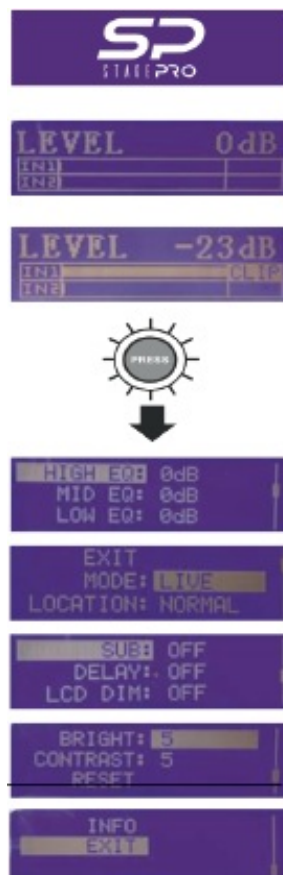 SP
STAGEPRO
LEVEL 0dB
IN1
IN2
LEVEL -23dB
IN1 CLIP
IN2
PRESS
HIGH EQ: 0dB
MID EQ: 0dB
LOW EQ: 0dB
EXIT
MODE: LIVE
LOCATION: NORMAL
SUB: OFF
DELAY: OFF
LCD DIM: OFF
BRIGHT: 5
CONTRAST: 5
RESET
INFO
EXIT